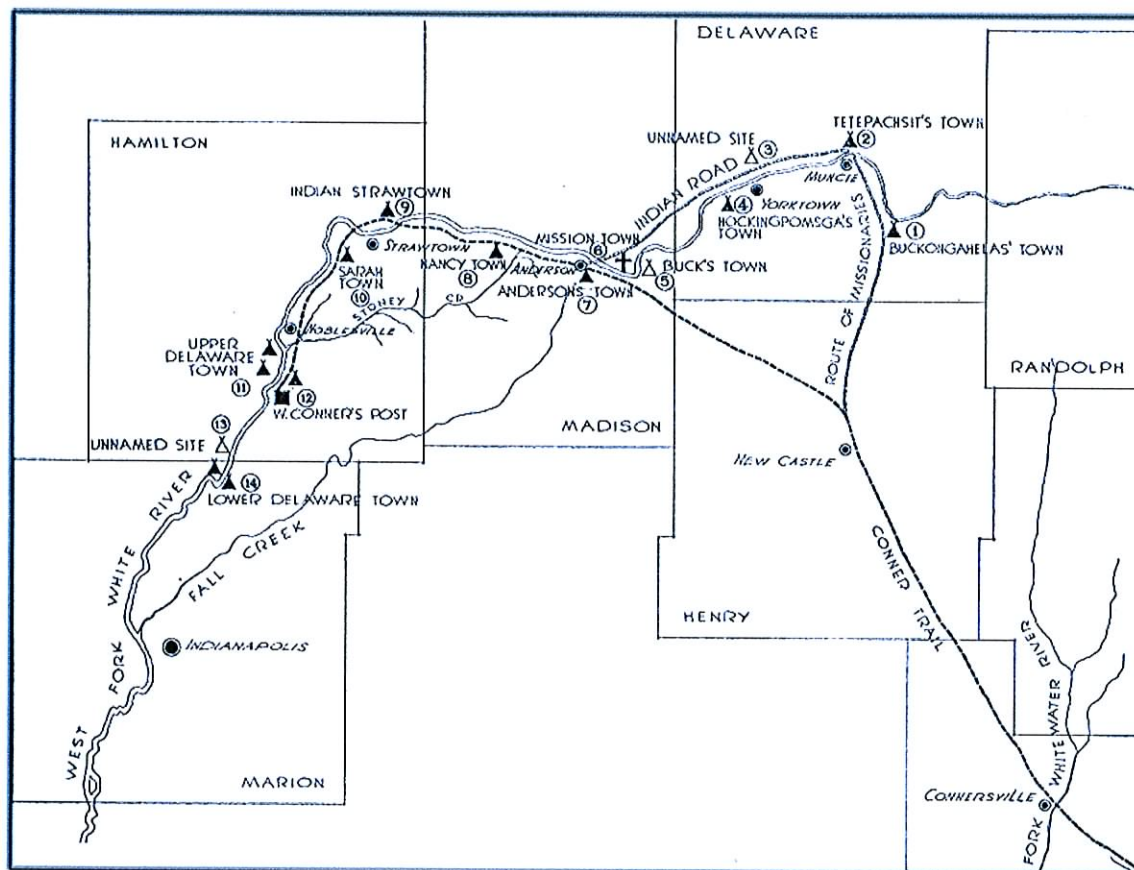 DELAWARE
HAMILTON
TETEPACHSIT'S TOWN
②
UNNAMED SITE ③
INDIAN ROAD
MUNCIE
INDIAN STRAWTOWN
⑨
④ YORKTOWN
HOCKINGPOMSGA'S
TOWN
①
BUCKONGAHELAS' TOWN
STRAWTOWN
MISSION TOWN
⑥
NANCY TOWN
⑧
ANDERSON
BUCK'S TOWN
⑤
ANDERSON'S TOWN
⑦
SARAH
TOWN
⑩
STONEY CR
ROUTE OF MISSIONARIES
NOBLESVILLE
UPPER
DELAWARE
TOWN
⑪
⑫
W. CONNER'S POST
RANDOLPH
MADISON
⑬
UNNAMED SITE
NEW CASTLE
⑭
LOWER DELAWARE TOWN
WEST FORK WHITE RIVER
FALL CREEK
CONNER TRAIL
HENRY
INDIANAPOLIS
MARION
CONNERSVILLE
FORK WHITE WATER RIVER